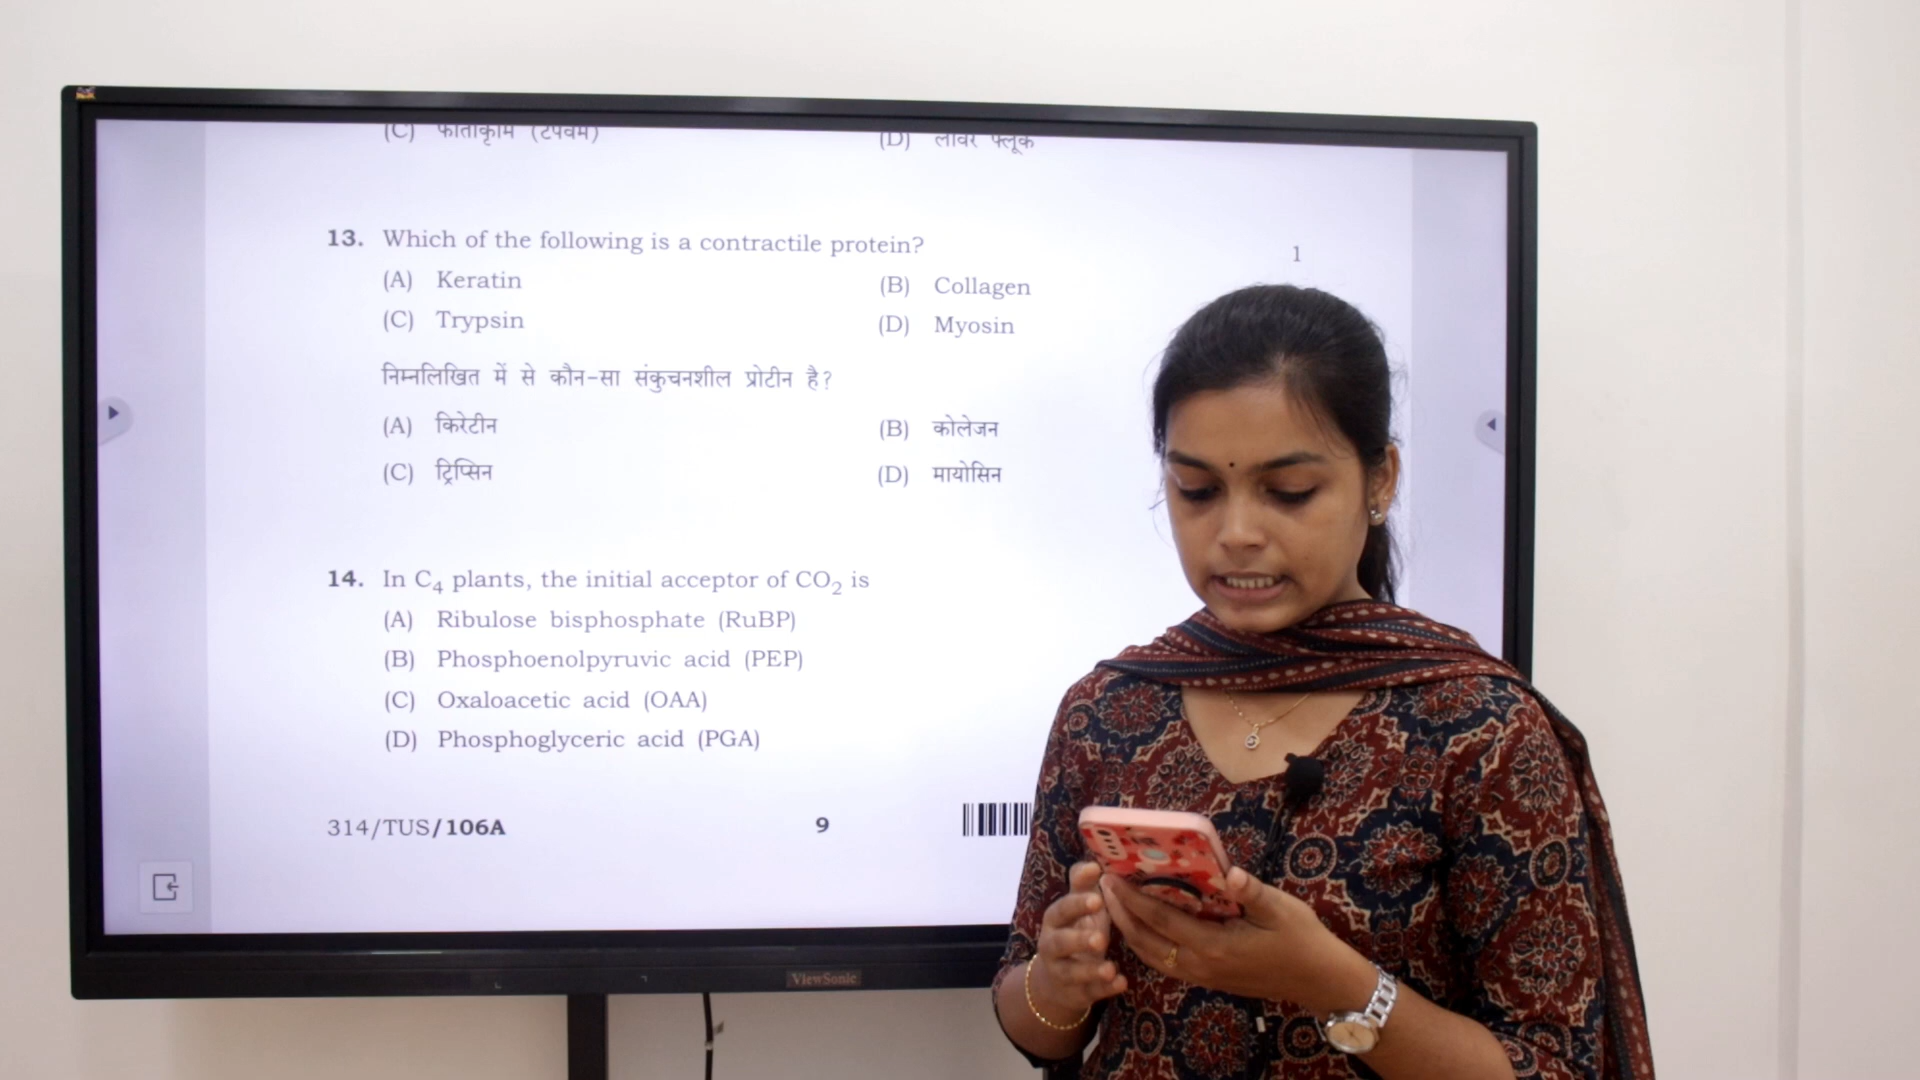 (C) फीताकृमि (टेपवर्म) (D) लीवर फ्लूक
13. Which of the following is a contractile protein? 1
(A) Keratin (B) Collagen
(C) Trypsin (D) Myosin
निम्नलिखित में से कौन-सा संकुचनशील प्रोटीन है?
(A) किरेटीन (B) कोलेजन
(C) ट्रिप्सिन (D) मायोसिन
14. In C₄ plants, the initial acceptor of CO₂ is
(A) Ribulose bisphosphate (RuBP)
(B) Phosphoenolpyruvic acid (PEP)
(C) Oxaloacetic acid (OAA)
(D) Phosphoglyceric acid (PGA)
314/TUS/106A 9
ViewSonic